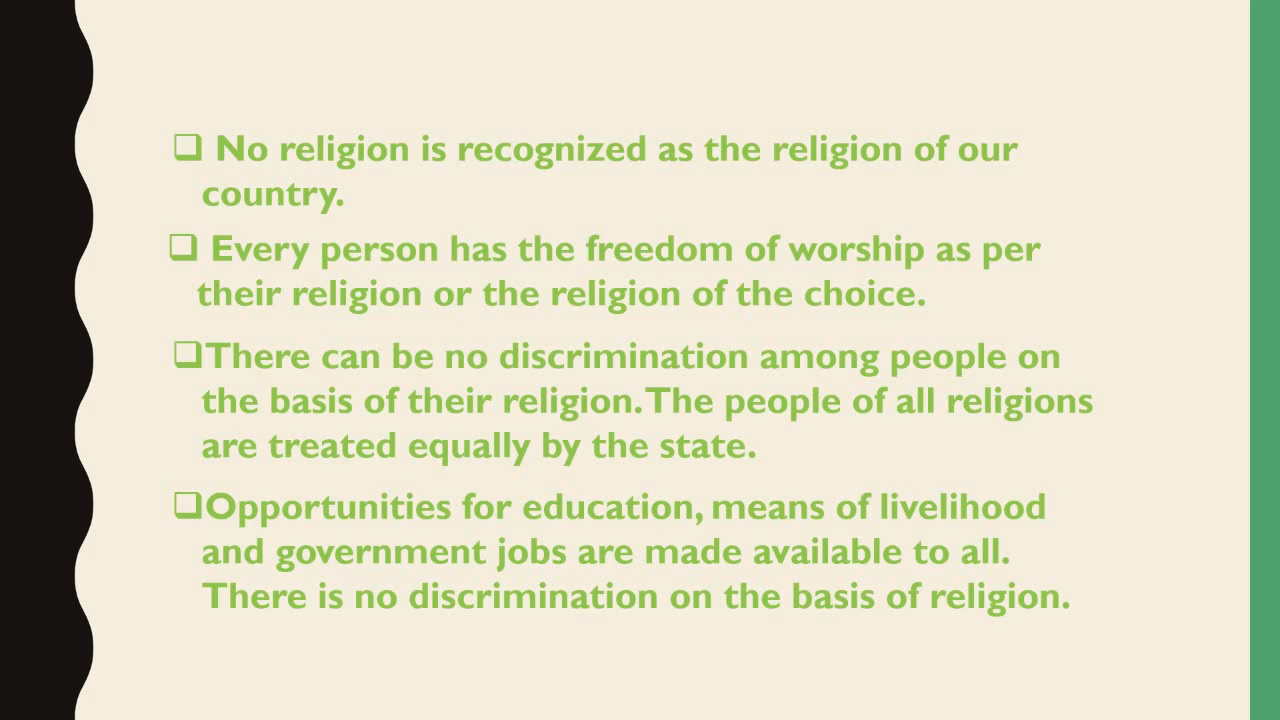 ❑ No religion is recognized as the religion of our
country.
❑ Every person has the freedom of worship as per
their religion or the religion of the choice.
❑There can be no discrimination among people on
the basis of their religion. The people of all religions
are treated equally by the state.
❑Opportunities for education, means of livelihood
and government jobs are made available to all.
There is no discrimination on the basis of religion.